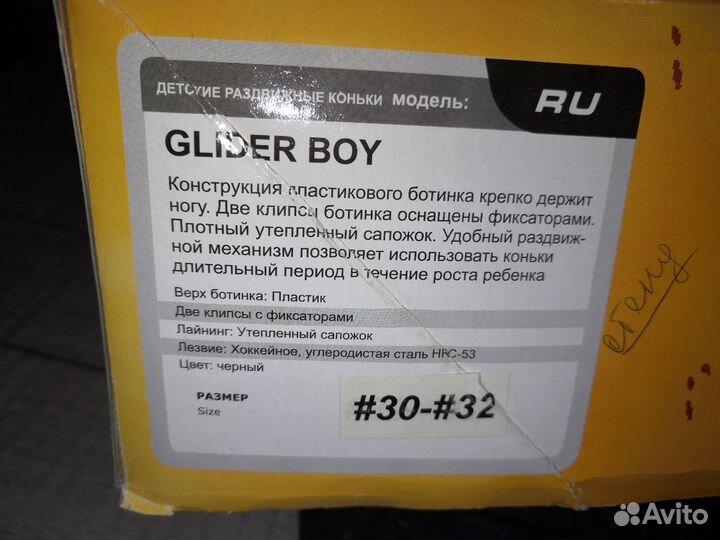 ДЕТСКИЕ РАЗДВИЖНЫЕ КОНЬКИ МОДЕЛЬ:
RU
GLIDER BOY
Конструкция пластикового ботинка крепко держит
ногу. Две клипсы ботинка оснащены фиксаторами.
Плотный утепленный сапожок. Удобный раздвиж-
ной механизм позволяет использовать коньки
длительный период в течение роста ребенка
Верх ботинка: Пластик
Две клипсы с фиксаторами
Лайнинг: Утепленный сапожок
Лезвие: Хоккейное, углеродистая сталь HRC-53
Цвет: черный
РАЗМЕР
Size
#30-#32
Avito